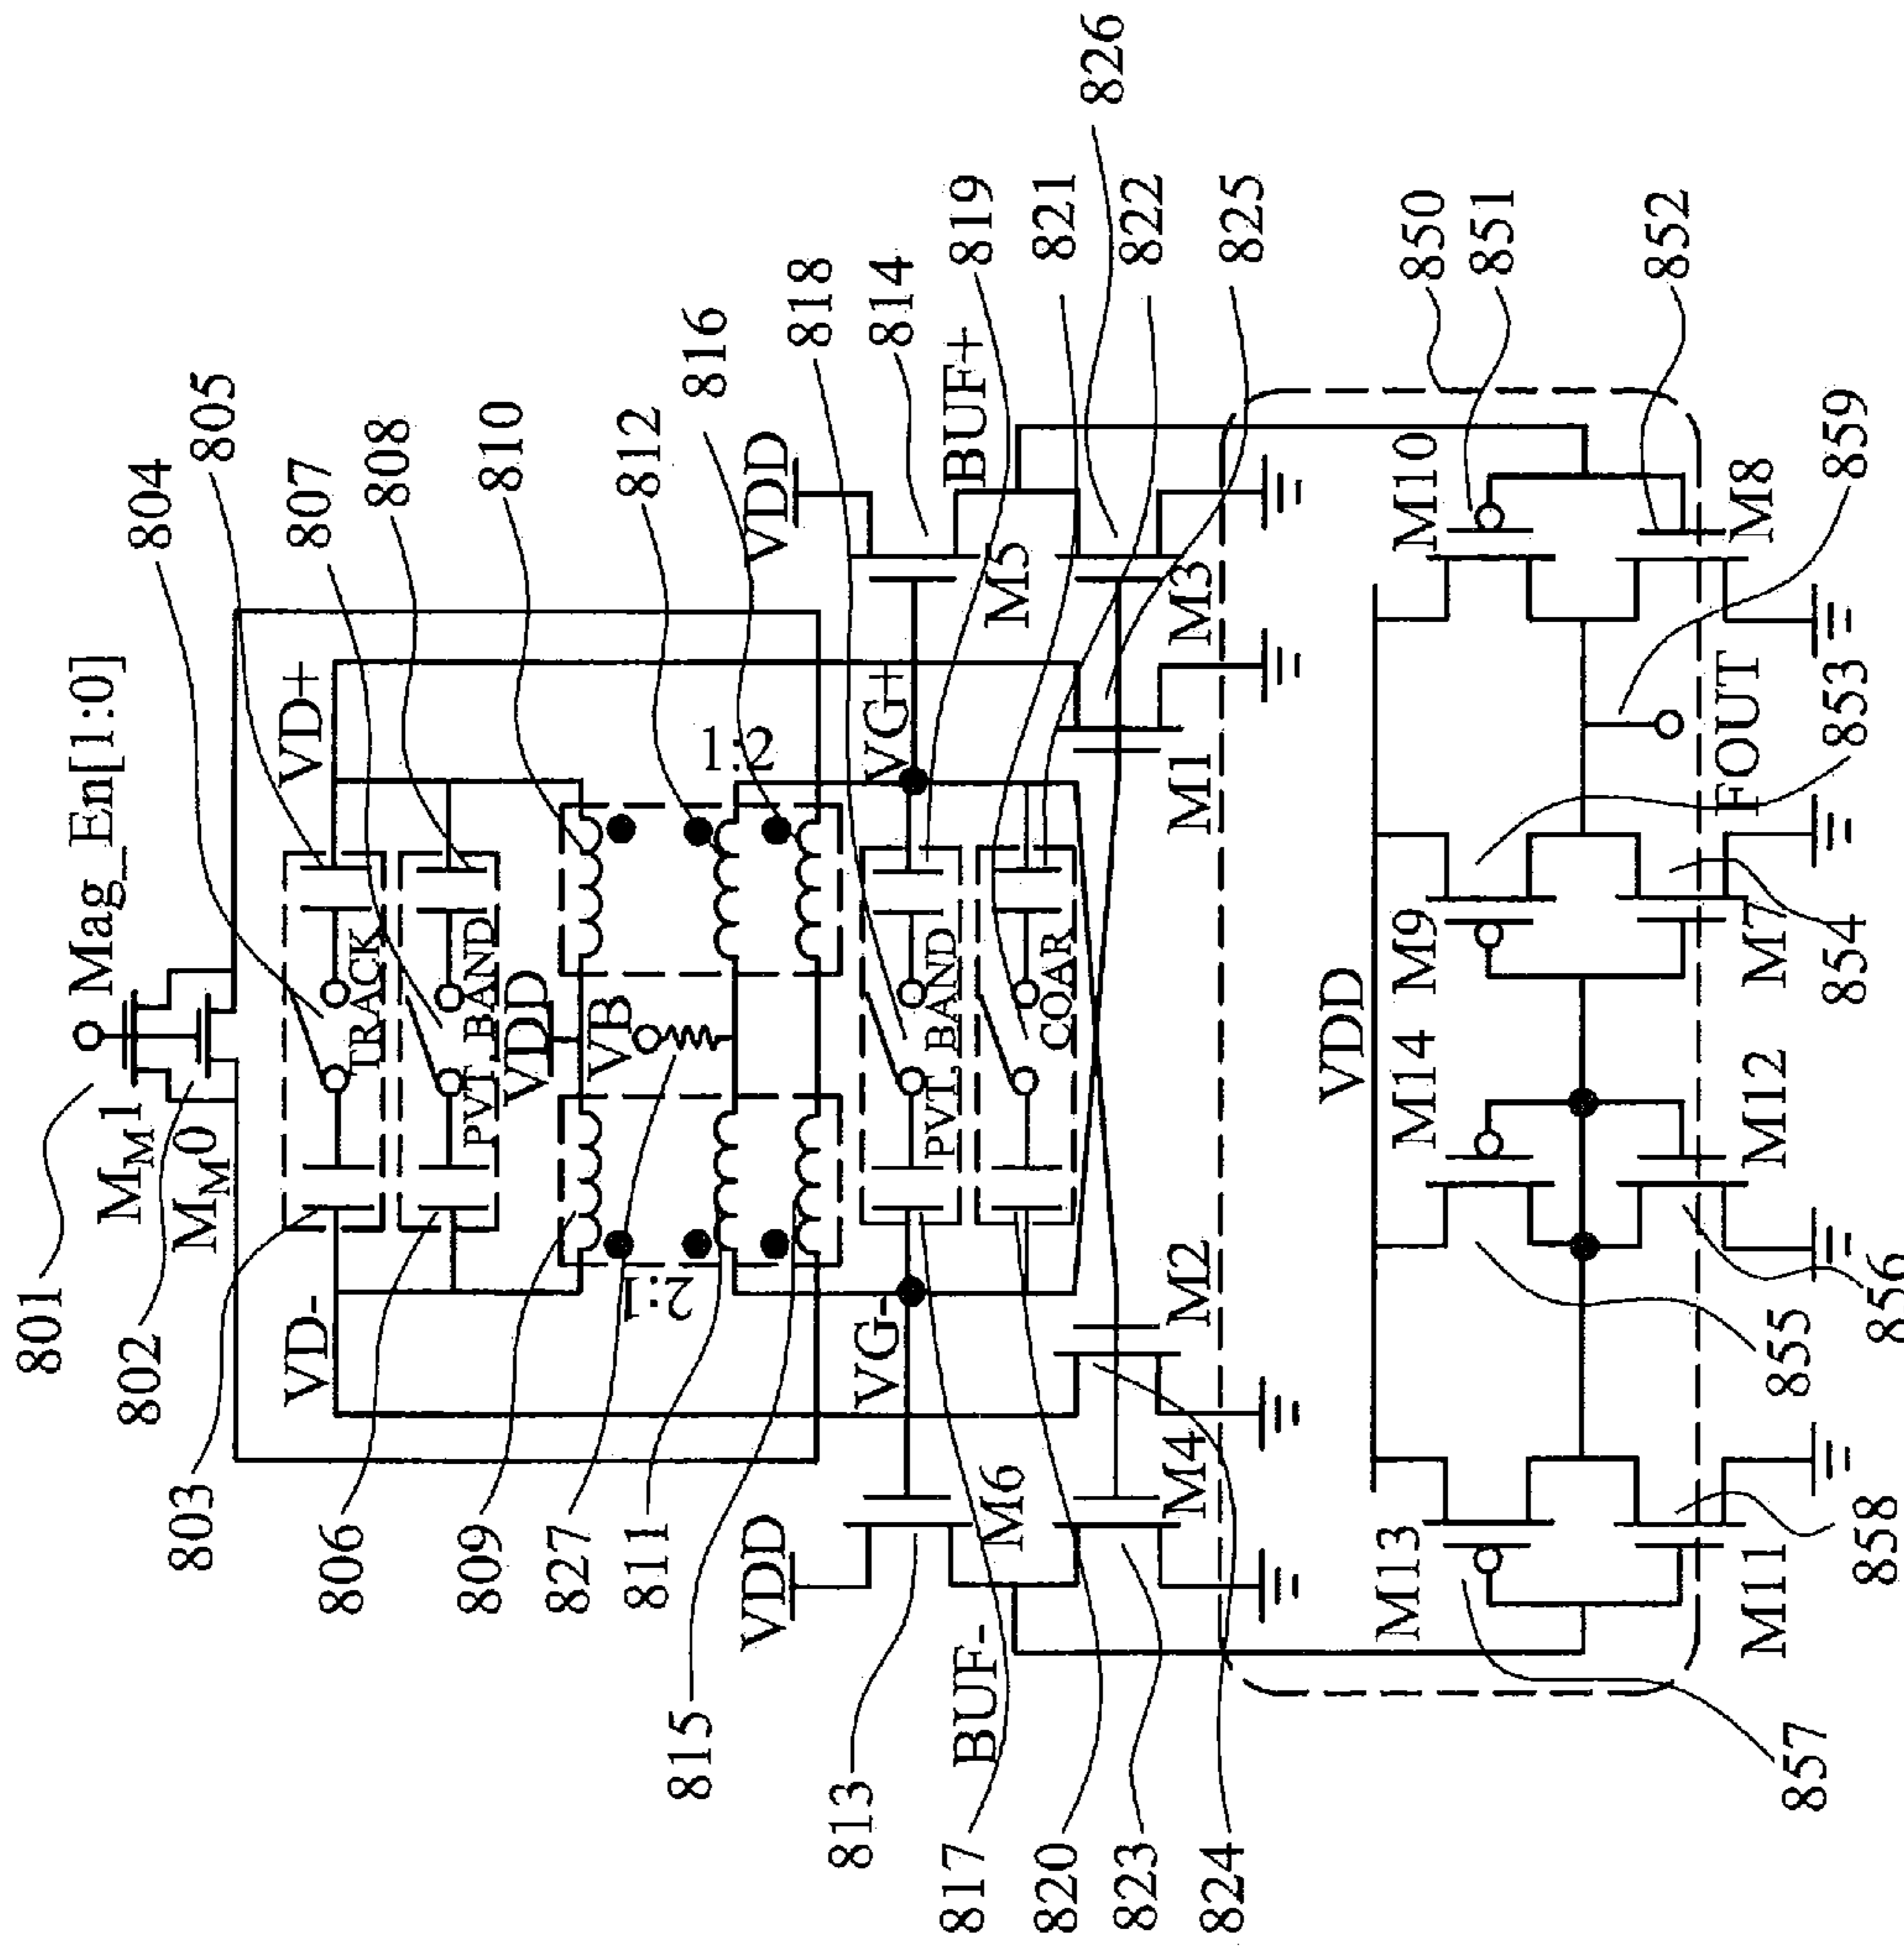 801
802
803
804
805
806
807
808
809
810
827
811
812
815
816
813
818
814
817
819
820
821
823
826
822
824
825
Mag_En[1:0]
MM1
MM0
VD-
VD+
TRACK
PVT_BAND
VDD
VB
2:1
1:2
VG-
VG+
PVT_BAND
COAR
VDD
VDD
BUF-
BUF+
M6
M5
M4
M2
M1
M3
850
851
852
VDD
M13
M14
M9
M10
M11
M12
M7
M8
FOUT
857
858
855
856
854
853
859